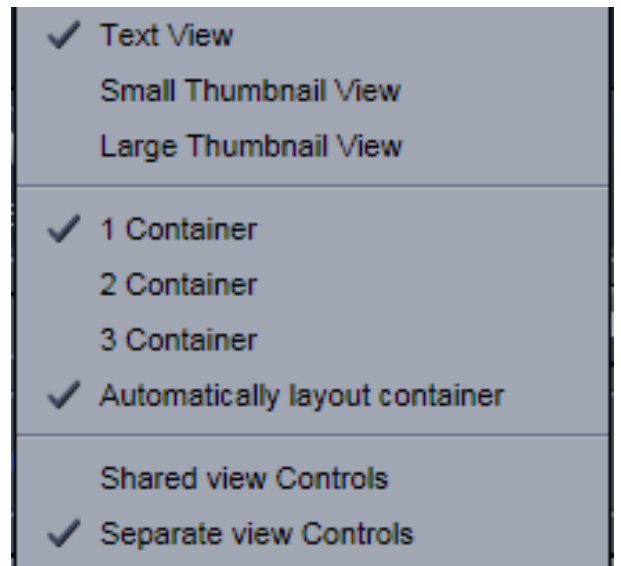 Text View
Small Thumbnail View
Large Thumbnail View
1 Container
2 Container
3 Container
Automatically layout container
Shared view Controls
Separate view Controls